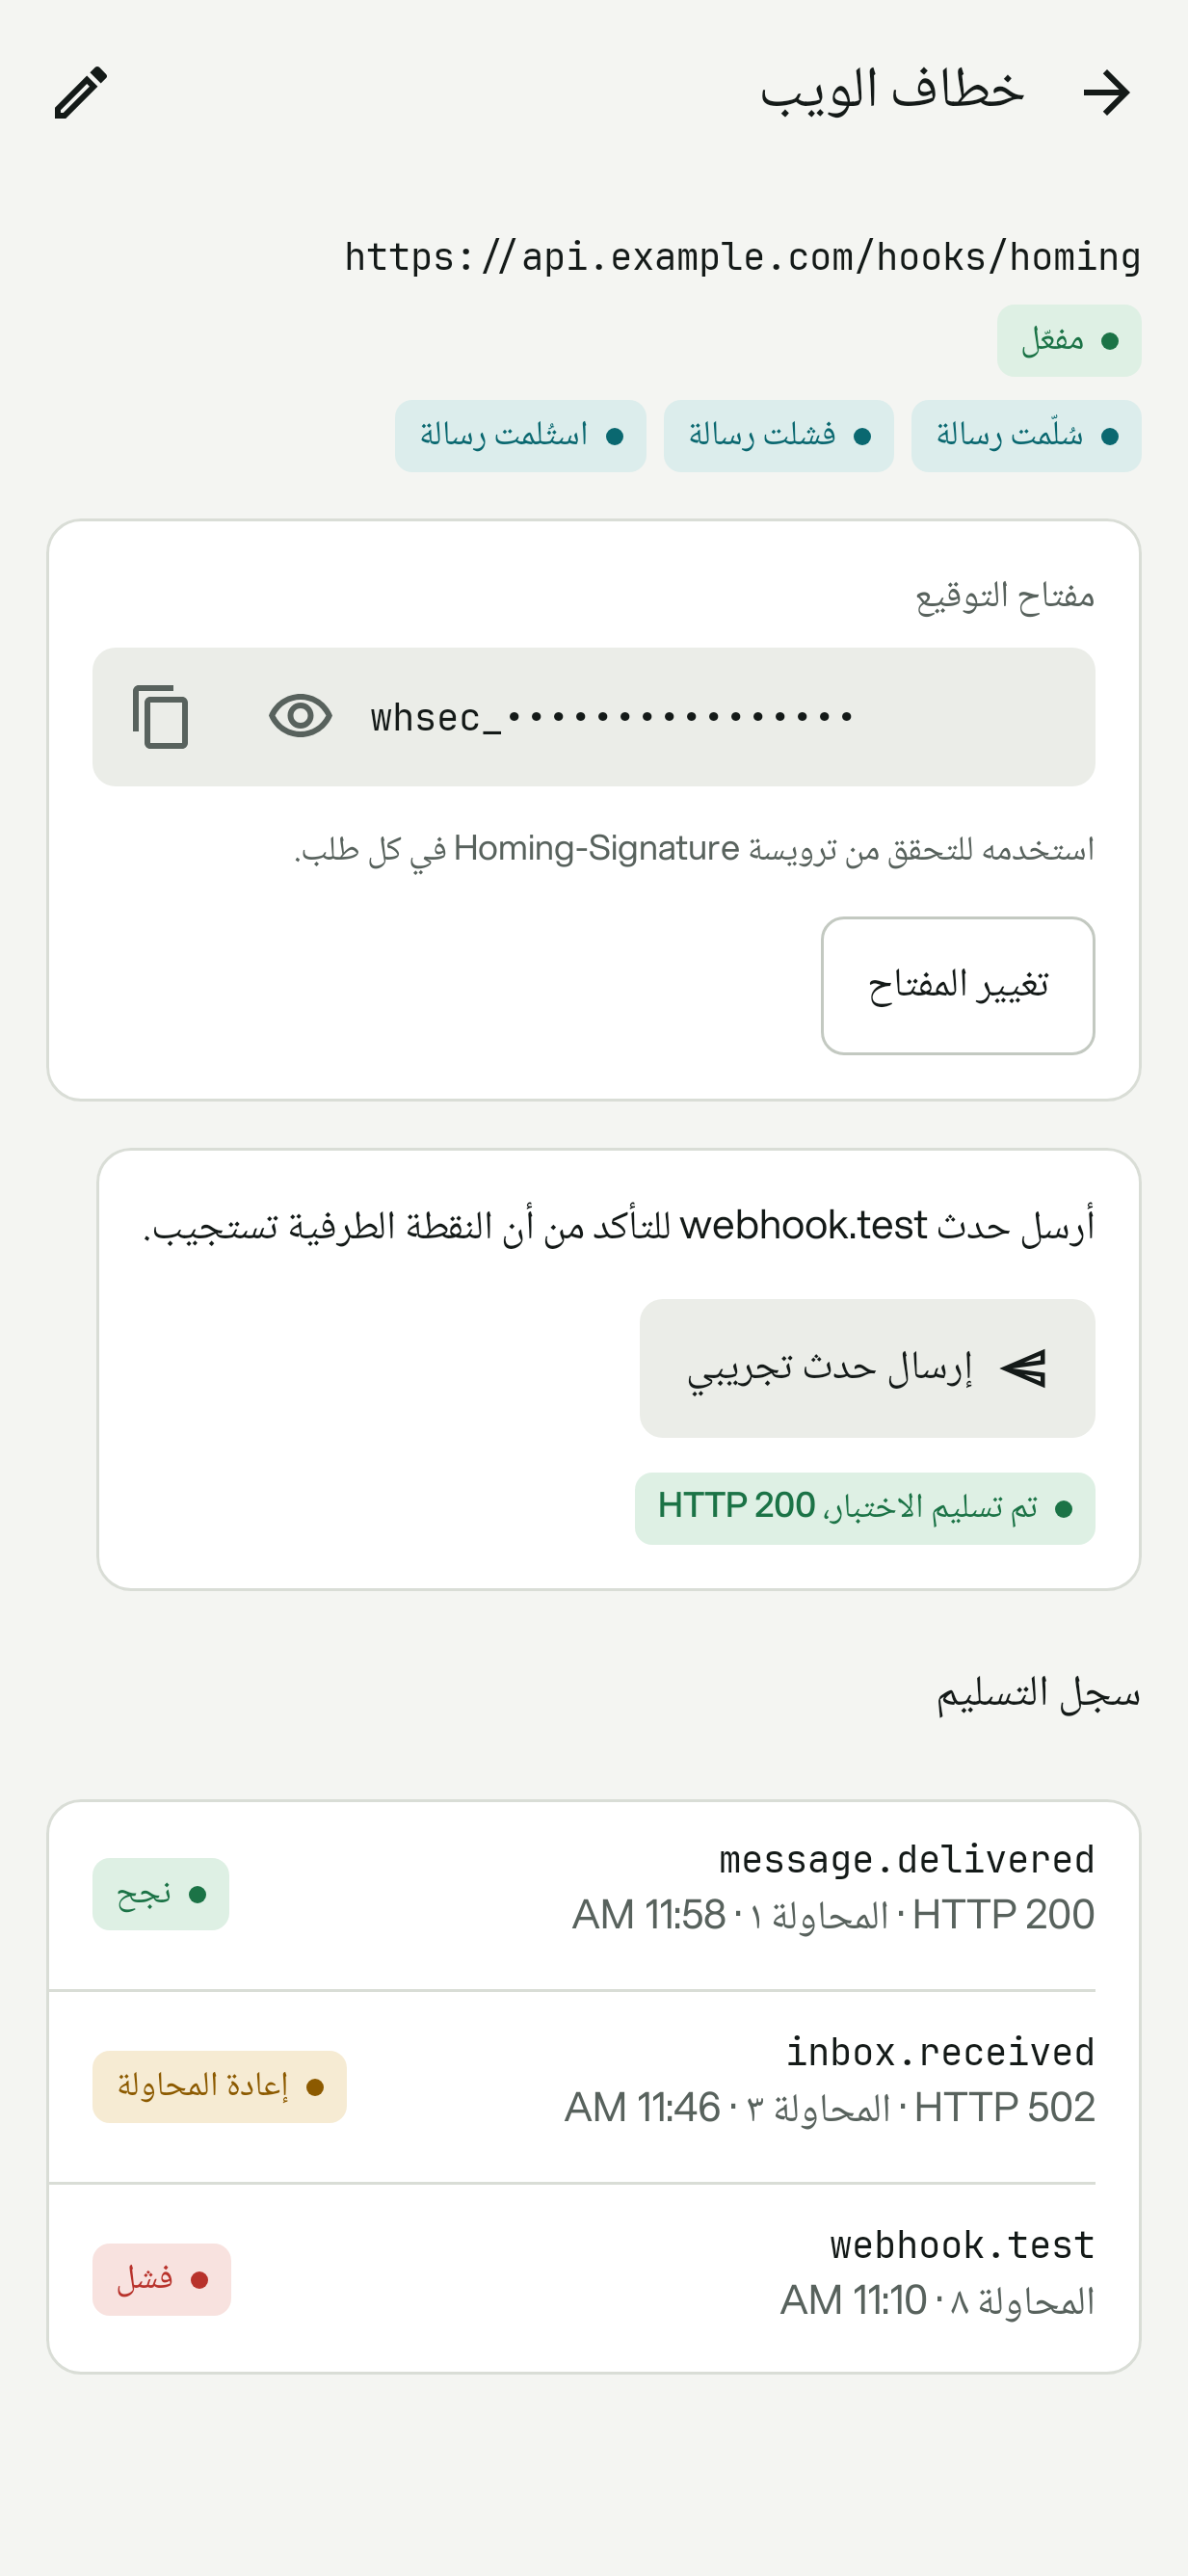 خطاف الويب
https://api.example.com/hooks/homing
مفعّل
سُلّمت رسالة
فشلت رسالة
استُلمت رسالة
مفتاح التوقيع
whsec_••••••••••••••••
استخدمه للتحقق من ترويسة Homing-Signature في كل طلب.
تغيير المفتاح
أرسل حدث webhook.test للتأكد من أن النقطة الطرفية تستجيب.
إرسال حدث تجريبي
تم تسليم الاختبار، HTTP 200
سجل التسليم
message.delivered
HTTP 200 · المحاولة ١ · 11:58 AM
نجح
inbox.received
HTTP 502 · المحاولة ٣ · 11:46 AM
إعادة المحاولة
webhook.test
المحاولة ٨ · 11:10 AM
فشل